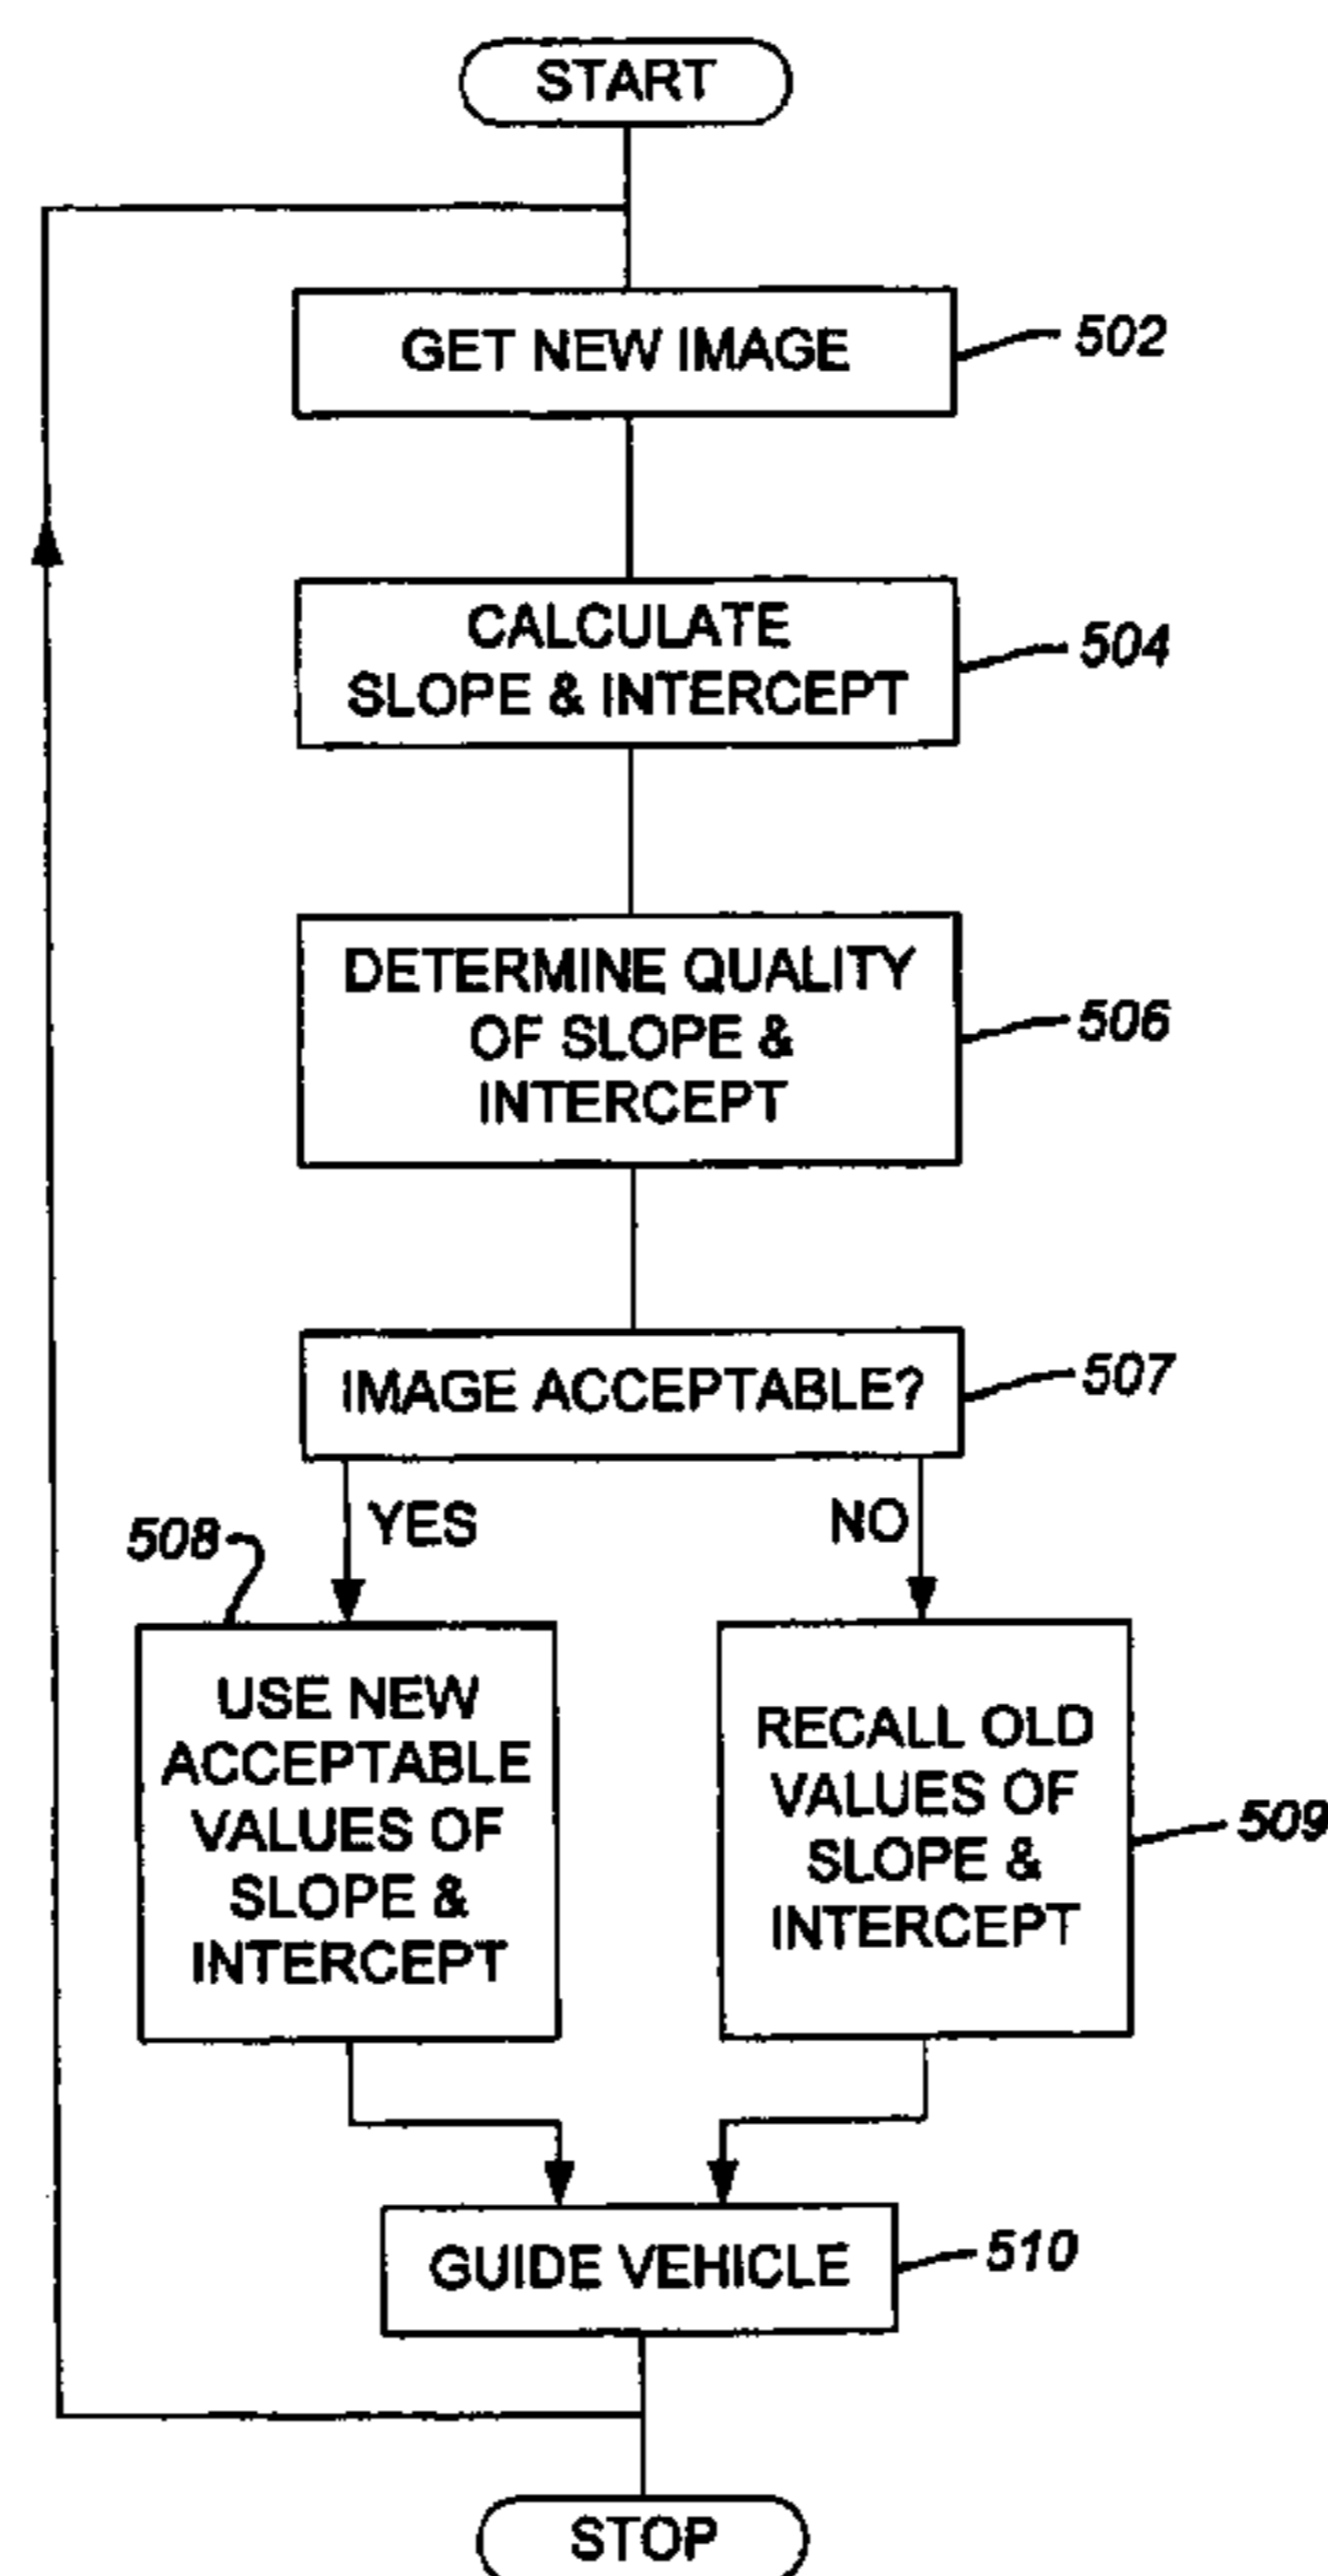 START
GET NEW IMAGE
502
CALCULATE
SLOPE & INTERCEPT
504
DETERMINE QUALITY
OF SLOPE &
INTERCEPT
506
IMAGE ACCEPTABLE?
507
YES
NO
508
USE NEW
ACCEPTABLE
VALUES OF
SLOPE &
INTERCEPT
RECALL OLD
VALUES OF
SLOPE &
INTERCEPT
509
GUIDE VEHICLE
510
STOP